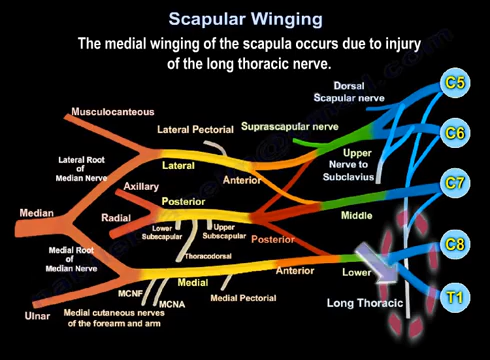 Scapular Winging
The medial winging of the scapula occurs due to injury
of the long thoracic nerve.
Dorsal
Scapular nerve
C5
Musculocanteous
Lateral Pectorial
Suprascapular nerve
C6
Upper
Nerve to
Subclavius
Lateral Root
of
Median Nerve
Lateral
Anterior
C7
Axillary
Posterior
Median
Radial
Lower
Subscapular
Upper
Subscapular
Middle
Thoracodorsal
Posterior
C8
Medial Root
of
Median Nerve
Anterior
Lower
Medial
MCNF
MCNA
Medial Pectorial
Long Thoracic
T1
Ulnar
Medial cutaneous nerves
of the forearm and arm